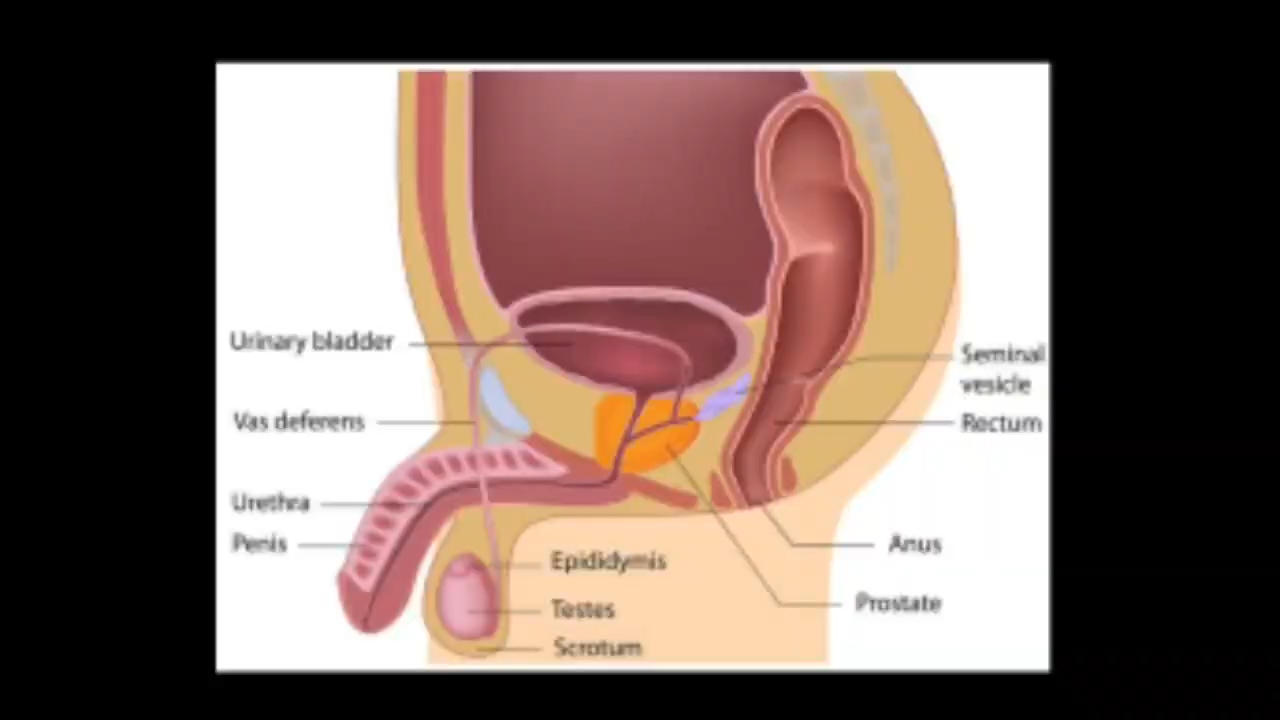 Urinary bladder
Vas deferens
Urethra
Penis
Epididymis
Testes
Scrotum
Seminal
vesicle
Rectum
Anus
Prostate